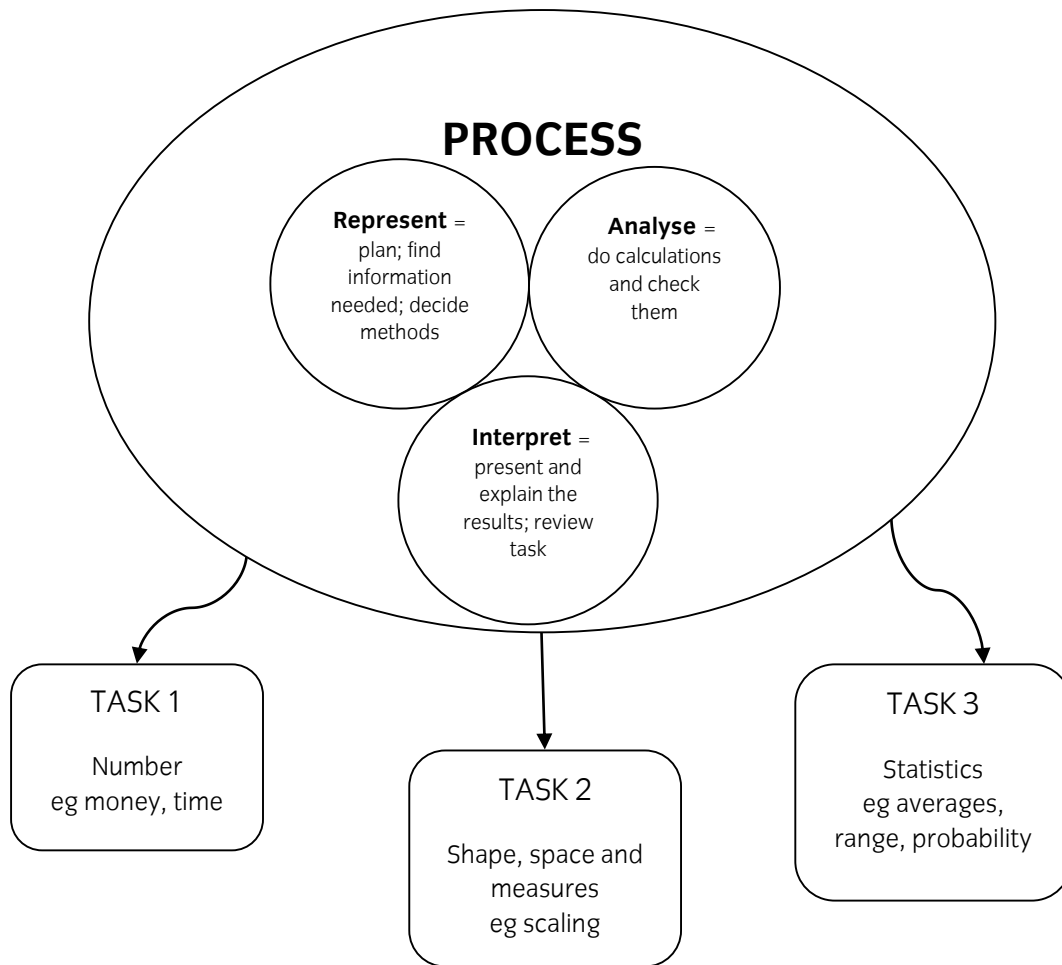 PROCESS
Represent =
plan; find
information
needed; decide
methods
Analyse =
do calculations
and check
them
Interpret =
present and
explain the
results; review
task
TASK 1
Number
eg money, time
TASK 2
Shape, space and
measures
eg scaling
TASK 3
Statistics
eg averages,
range, probability